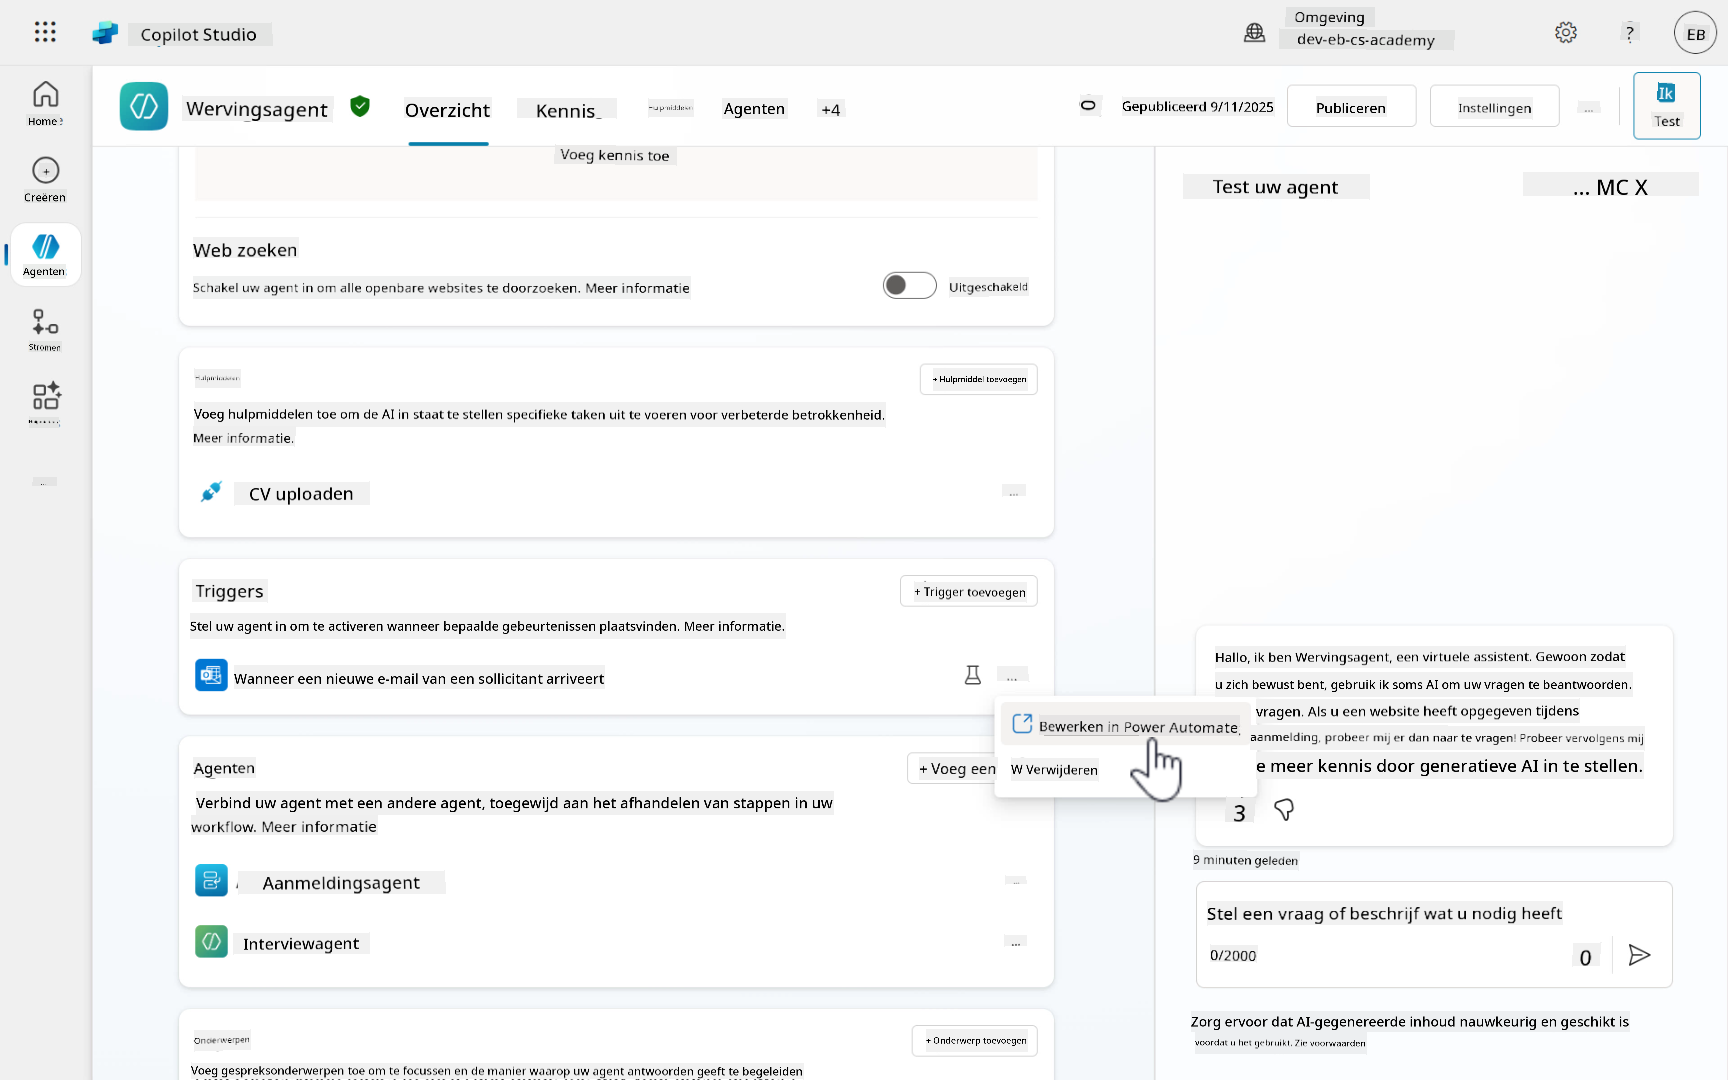 Copilot Studio
Omgeving
dev-eb-cs-academy
?
EB
Home
Creëren
Agenten
Stromen
Wervingsagent
Overzicht
Kennis
Hulpmiddelen
Agenten
+4
Gepubliceerd 9/11/2025
Publiceren
Instellingen
...
Ik
Test
Voeg kennis toe
Web zoeken
Schakel uw agent in om alle openbare websites te doorzoeken. Meer informatie
Uitgeschakeld
Hulpmiddelen
+ Hulpmiddel toevoegen
Voeg hulpmiddelen toe om de AI in staat te stellen specifieke taken uit te voeren voor verbeterde betrokkenheid.
Meer informatie.
CV uploaden
...
Triggers
+ Trigger toevoegen
Stel uw agent in om te activeren wanneer bepaalde gebeurtenissen plaatsvinden. Meer informatie.
Wanneer een nieuwe e-mail van een sollicitant arriveert
...
Bewerken in Power Automate
W Verwijderen
Agenten
+ Voeg een
Verbind uw agent met een andere agent, toegewijd aan het afhandelen van stappen in uw
workflow. Meer informatie
Aanmeldingsagent
...
Interviewagent
...
Onderwerpen
+ Onderwerp toevoegen
Voeg gespreksonderwerpen toe om te focussen en de manier waarop uw agent antwoorden geeft te begeleiden
Test uw agent
... MC X
Hallo, ik ben Wervingsagent, een virtuele assistent. Gewoon zodat
u zich bewust bent, gebruik ik soms AI om uw vragen te beantwoorden.
vragen. Als u een website heeft opgegeven tijdens
aanmelding, probeer mij er dan naar te vragen! Probeer vervolgens mij
e meer kennis door generatieve AI in te stellen.
3
9 minuten geleden
Stel een vraag of beschrijf wat u nodig heeft
0/2000
0
Zorg ervoor dat AI-gegenereerde inhoud nauwkeurig en geschikt is
voordat u het gebruikt. Zie voorwaarden